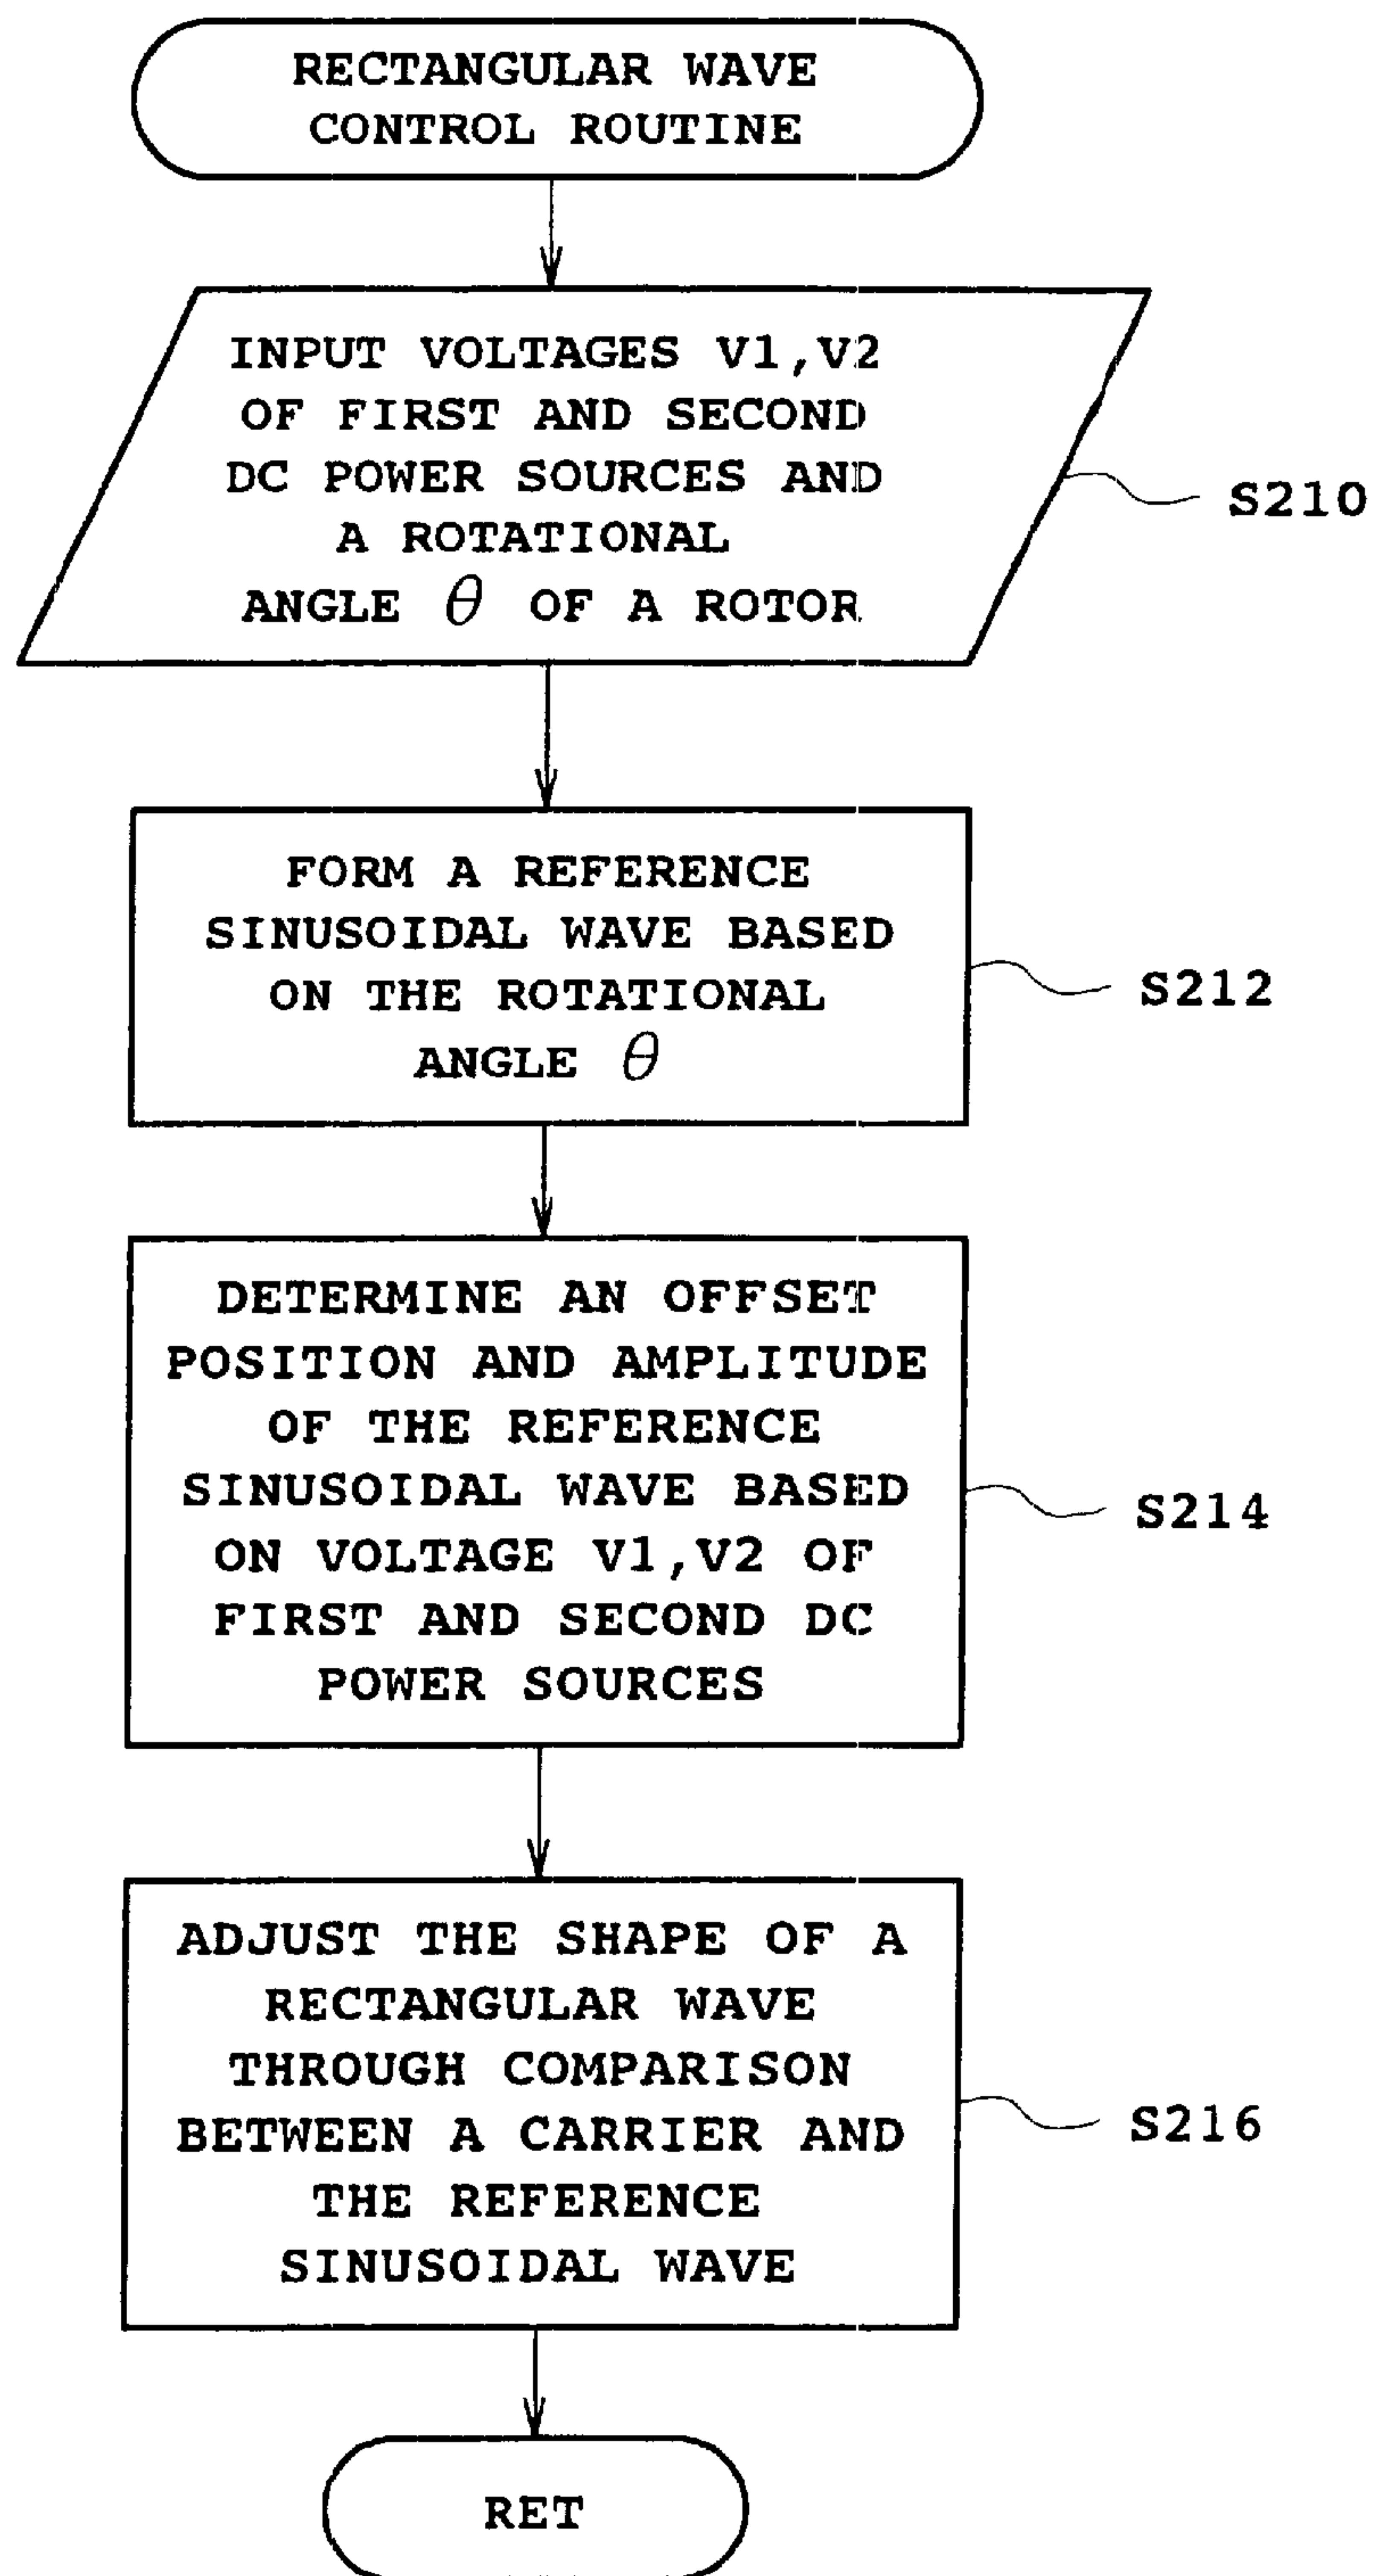 RECTANGULAR WAVE
CONTROL ROUTINE
INPUT VOLTAGES V1,V2
OF FIRST AND SECOND
DC POWER SOURCES AND
A ROTATIONAL
ANGLE θ OF A ROTOR
S210
FORM A REFERENCE
SINUSOIDAL WAVE BASED
ON THE ROTATIONAL
ANGLE θ
S212
DETERMINE AN OFFSET
POSITION AND AMPLITUDE
OF THE REFERENCE
SINUSOIDAL WAVE BASED
ON VOLTAGE V1,V2 OF
FIRST AND SECOND DC
POWER SOURCES
S214
ADJUST THE SHAPE OF A
RECTANGULAR WAVE
THROUGH COMPARISON
BETWEEN A CARRIER AND
THE REFERENCE
SINUSOIDAL WAVE
S216
RET